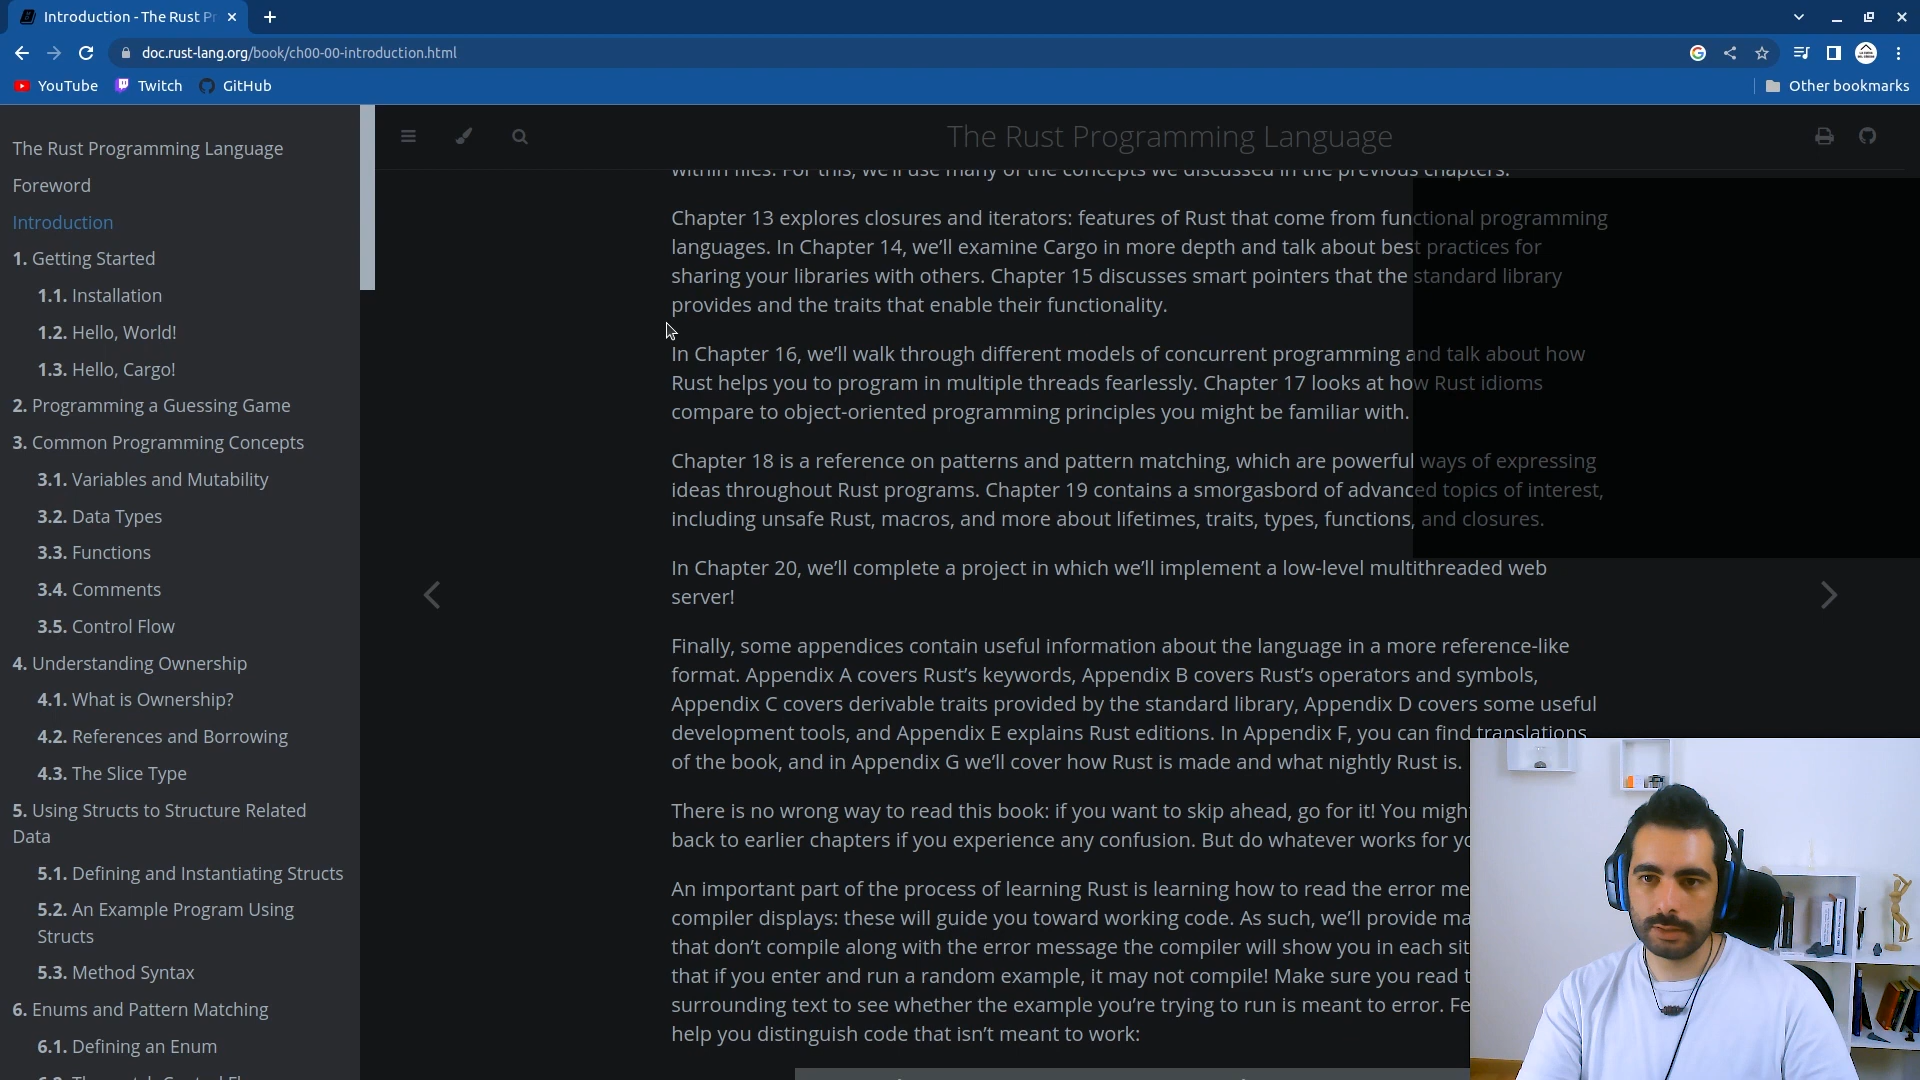 Introduction - The Rust Pr
doc.rust-lang.org/book/ch00-00-introduction.html
YouTube
Twitch
GitHub
Other bookmarks
The Rust Programming Language
Foreword
Introduction
1. Getting Started
1.1. Installation
1.2. Hello, World!
1.3. Hello, Cargo!
2. Programming a Guessing Game
3. Common Programming Concepts
3.1. Variables and Mutability
3.2. Data Types
3.3. Functions
3.4. Comments
3.5. Control Flow
4. Understanding Ownership
4.1. What is Ownership?
4.2. References and Borrowing
4.3. The Slice Type
5. Using Structs to Structure Related
Data
5.1. Defining and Instantiating Structs
5.2. An Example Program Using
Structs
5.3. Method Syntax
6. Enums and Pattern Matching
6.1. Defining an Enum
The Rust Programming Language
within files. For this, we’ll use many of the concepts we discussed in the previous chapters.
Chapter 13 explores closures and iterators: features of Rust that come from functional programming
languages. In Chapter 14, we’ll examine Cargo in more depth and talk about best practices for
sharing your libraries with others. Chapter 15 discusses smart pointers that the standard library
provides and the traits that enable their functionality.
In Chapter 16, we’ll walk through different models of concurrent programming and talk about how
Rust helps you to program in multiple threads fearlessly. Chapter 17 looks at how Rust idioms
compare to object-oriented programming principles you might be familiar with.
Chapter 18 is a reference on patterns and pattern matching, which are powerful ways of expressing
ideas throughout Rust programs. Chapter 19 contains a smorgasbord of advanced topics of interest,
including unsafe Rust, macros, and more about lifetimes, traits, types, functions, and closures.
In Chapter 20, we’ll complete a project in which we’ll implement a low-level multithreaded web
server!
Finally, some appendices contain useful information about the language in a more reference-like
format. Appendix A covers Rust’s keywords, Appendix B covers Rust’s operators and symbols,
Appendix C covers derivable traits provided by the standard library, Appendix D covers some useful
development tools, and Appendix E explains Rust editions. In Appendix F, you can find translations
of the book, and in Appendix G we’ll cover how Rust is made and what nightly Rust is.
There is no wrong way to read this book: if you want to skip ahead, go for it! You migh
back to earlier chapters if you experience any confusion. But do whatever works for yo
An important part of the process of learning Rust is learning how to read the error me
compiler displays: these will guide you toward working code. As such, we’ll provide ma
that don’t compile along with the error message the compiler will show you in each sit
that if you enter and run a random example, it may not compile! Make sure you read t
surrounding text to see whether the example you’re trying to run is meant to error. Fe
help you distinguish code that isn’t meant to work: